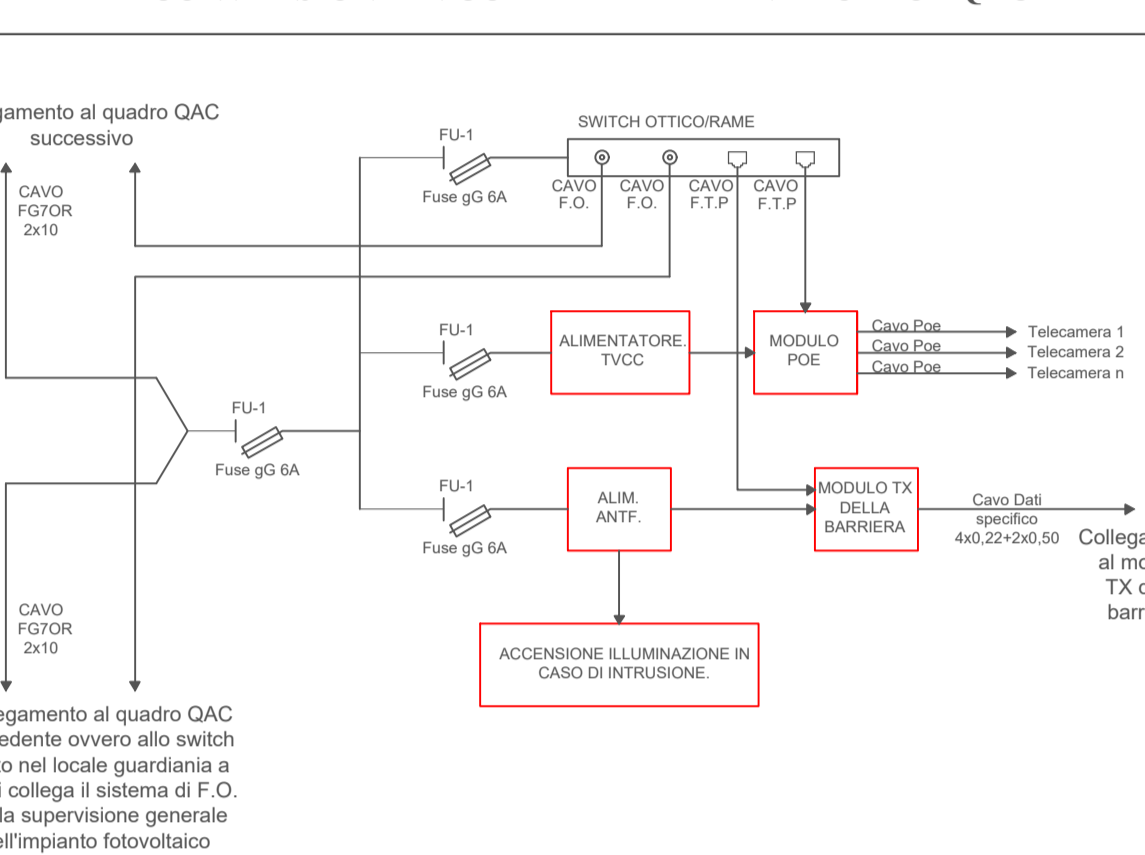 gamento al quadro QAC
successivo
CAVO
FG7OR
2x10
FU-1
Fuse gG 6A
SWITCH OTTICO/RAME
CAVO
F.O.
CAVO
F.O.
CAVO
F.T.P
CAVO
F.T.P
FU-1
Fuse gG 6A
ALIMENTATORE.
TVCC
MODULO
POE
Cavo Poe
Cavo Poe
Cavo Poe
Telecamera 1
Telecamera 2
Telecamera n
FU-1
Fuse gG 6A
FU-1
Fuse gG 6A
ALIM.
ANTF.
MODULO TX
DELLA
BARRIERA
Cavo Dati
specifico
4x0,22+2x0,50
Collega
al mo
TX
barr
ACCENSIONE ILLUMINAZIONE IN
CASO DI INTRUSIONE.
CAVO
FG7OR
2x10
egamento al quadro QAC
edente ovvero allo switch
to nel locale guardiania a
i collega il sistema di F.O.
la supervisione generale
ell'impianto fotovoltaico